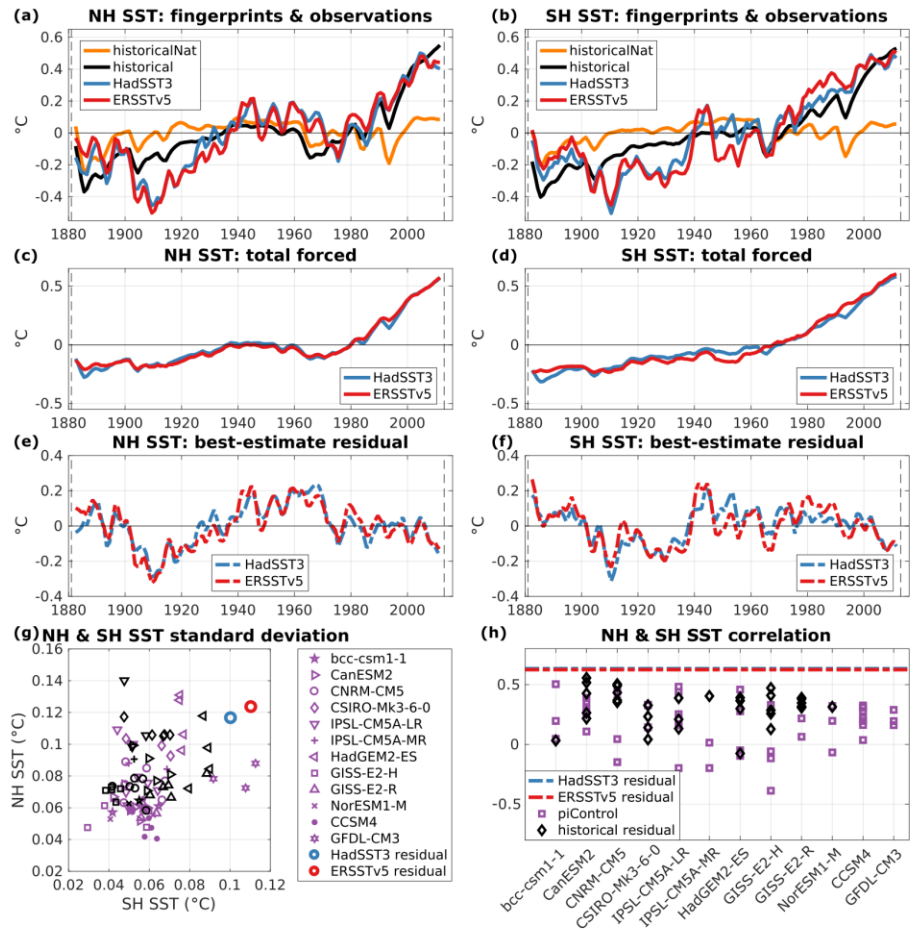 (a) NH SST: fingerprints & observations
0.6
0.4
0.2
0
-0.2
-0.4
°C
historicalNat
historical
HadSST3
ERSSTv5
1880 1900 1920 1940 1960 1980 2000
(b) SH SST: fingerprints & observations
0.6
0.4
0.2
0
-0.2
-0.4
°C
historicalNat
historical
HadSST3
ERSSTv5
1880 1900 1920 1940 1960 1980 2000
(c) NH SST: total forced
0.5
0
-0.5
°C
HadSST3
ERSSTv5
1880 1900 1920 1940 1960 1980 2000
(d) SH SST: total forced
0.5
0
-0.5
°C
HadSST3
ERSSTv5
1880 1900 1920 1940 1960 1980 2000
(e) NH SST: best-estimate residual
0.4
0.2
0
-0.2
-0.4
°C
HadSST3
ERSSTv5
1880 1900 1920 1940 1960 1980 2000
(f) SH SST: best-estimate residual
0.4
0.2
0
-0.2
-0.4
°C
HadSST3
ERSSTv5
1880 1900 1920 1940 1960 1980 2000
(g) NH & SH SST standard deviation
0.16
0.14
0.12
0.1
0.08
0.06
0.04
0.02
NH SST (°C)
0.02 0.04 0.06 0.08 0.1 0.12
SH SST (°C)
bcc-csm1-1
CanESM2
CNRM-CM5
CSIRO-Mk3-6-0
IPSL-CM5A-LR
IPSL-CM5A-MR
HadGEM2-ES
GISS-E2-H
GISS-E2-R
NorESM1-M
CCSM4
GFDL-CM3
HadSST3 residual
ERSSTv5 residual
(h) NH & SH SST correlation
0.5
0
-0.5
HadSST3 residual
ERSSTv5 residual
piControl
historical residual
bcc-csm1-1
CanESM2
CNRM-CM5
CSIRO-Mk3-6-0
IPSL-CM5A-LR
IPSL-CM5A-MR
HadGEM2-ES
GISS-E2-H
GISS-E2-R
NorESM1-M
CCSM4
GFDL-CM3